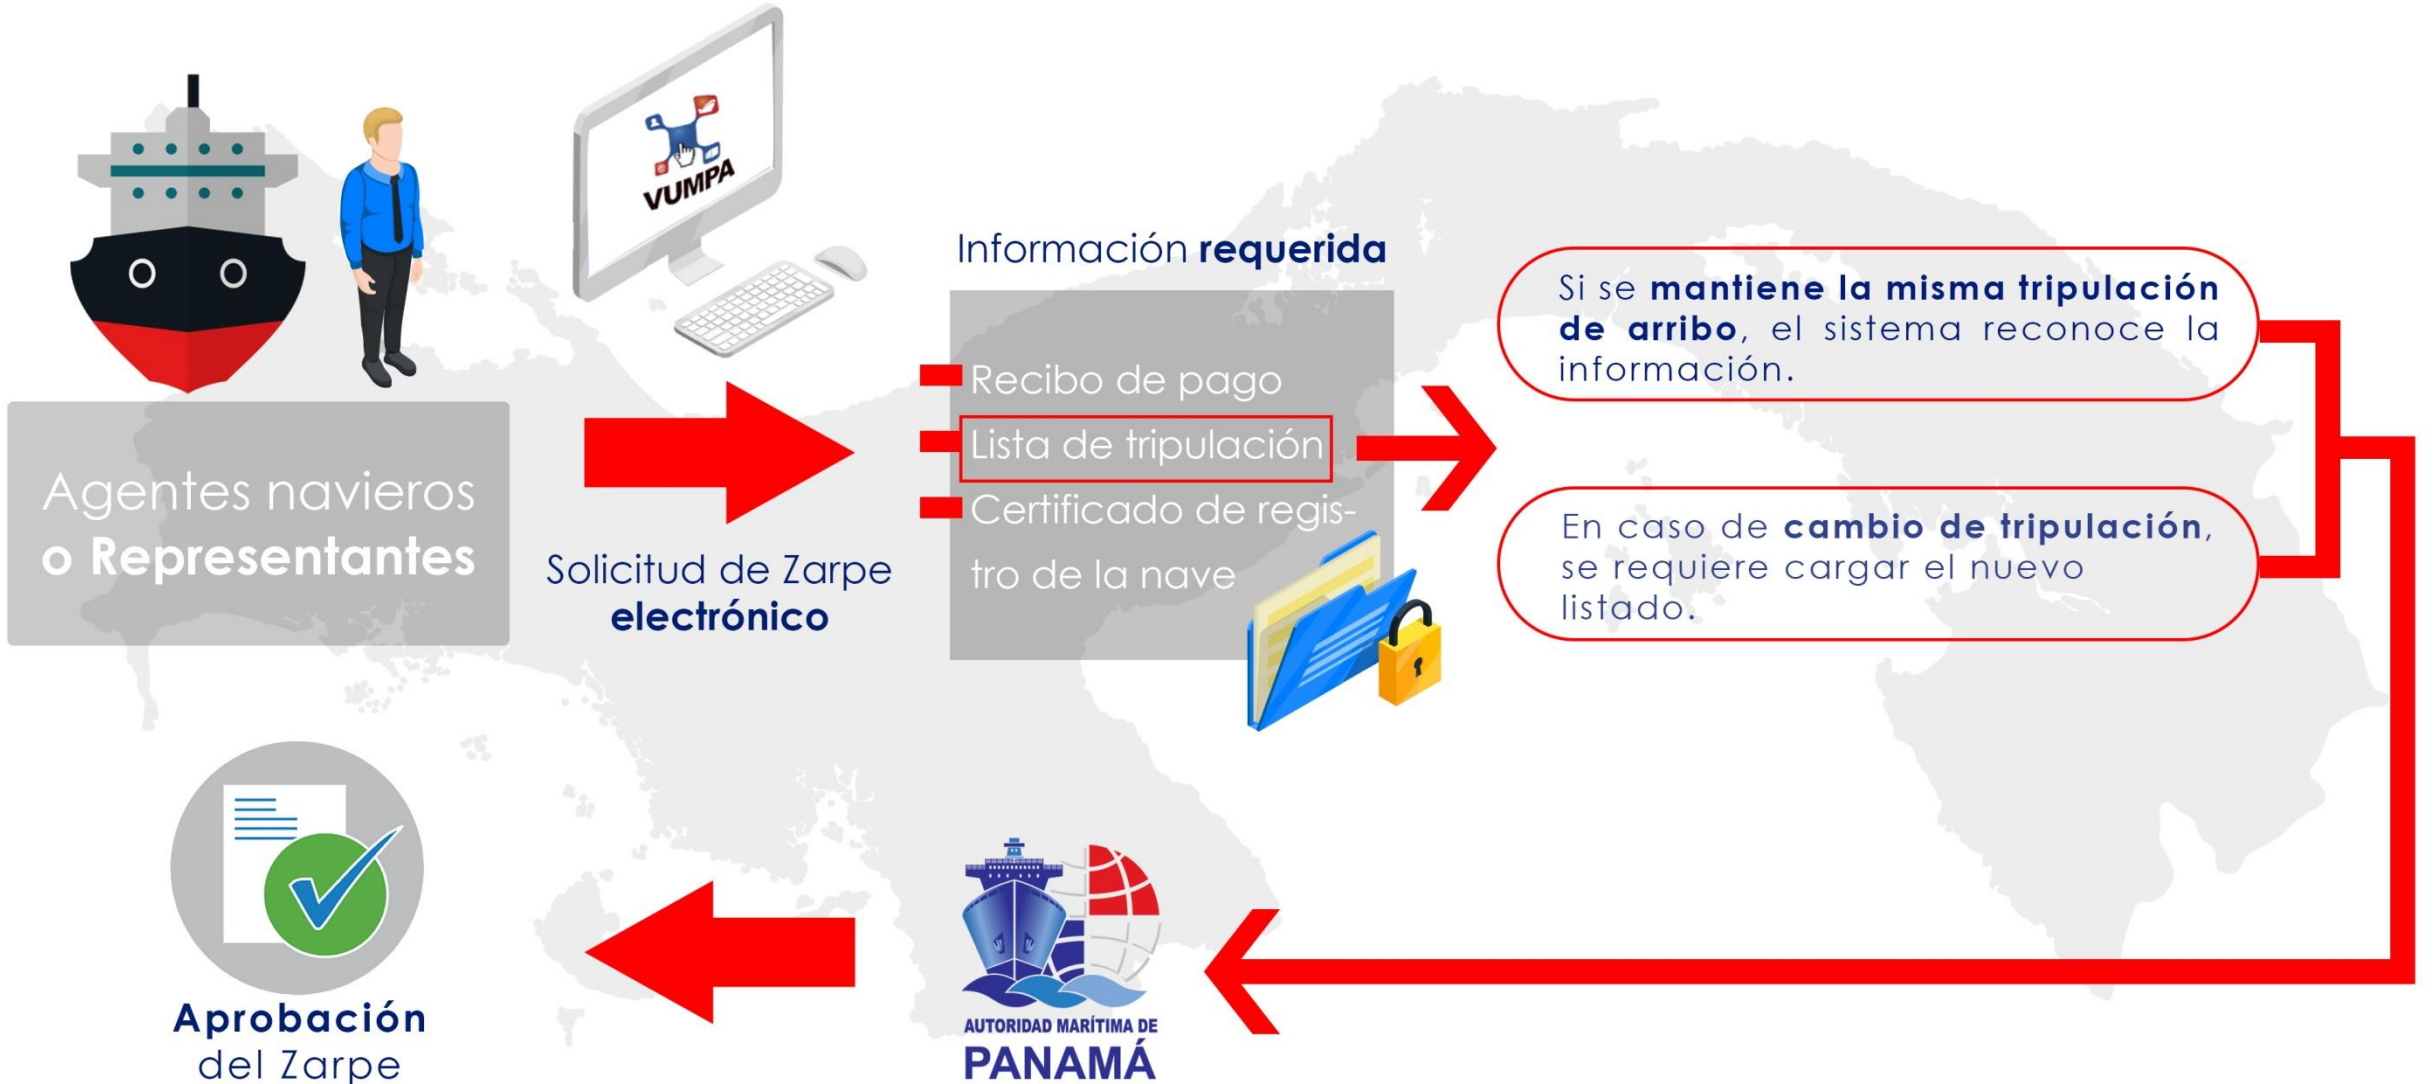 VUMPA
Agentes navieros
o Representantes
Solicitud de Zarpe
electrónico
Información requerida
Recibo de pago
Lista de tripulación
Certificado de regis-
tro de la nave
Si se mantiene la misma tripulación
de arribo, el sistema reconoce la
información.
En caso de cambio de tripulación,
se requiere cargar el nuevo
listado.
AUTORIDAD MARÍTIMA DE
PANAMÁ
Aprobación
del Zarpe